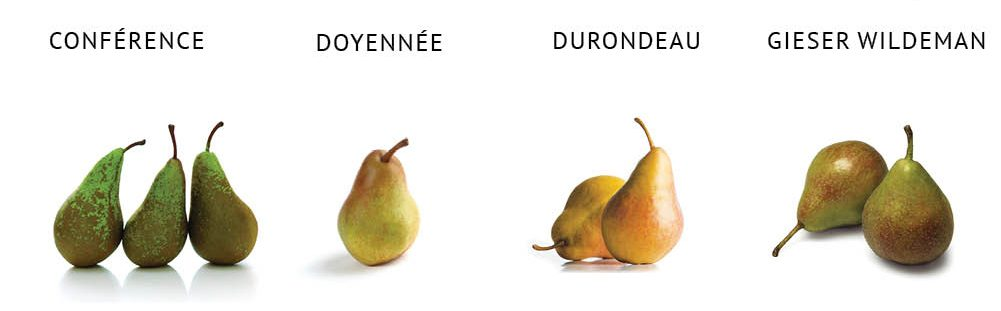 CONFÉRENCE
DOYENNÉE
DURONDEAU
GIESER WILDEMAN